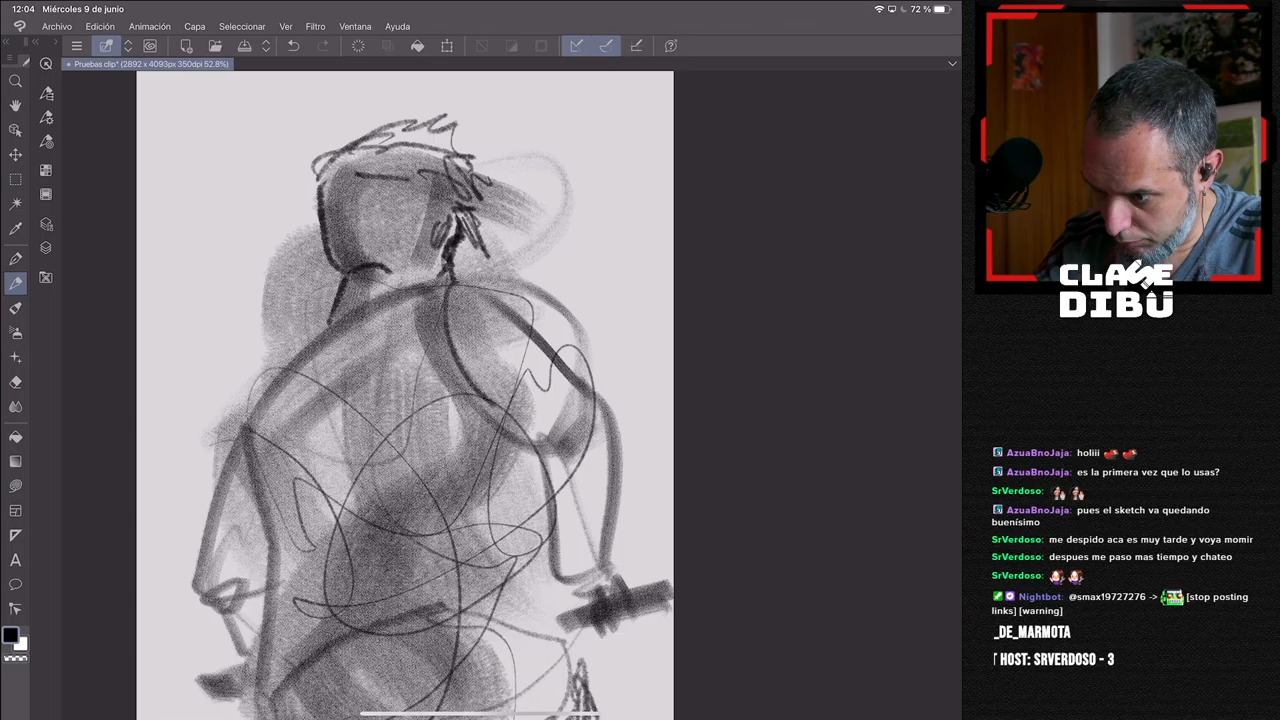 12:04 Miércoles 9 de junio
72 %
Archivo Edición Animación Capa Seleccionar Ver Filtro Ventana Ayuda
Pruebas clip* (2892 x 4093px 350dpi 52.8%)
CLASE
DIBÚ
AzuaBnoJaja: holiii
AzuaBnoJaja: es la primera vez que lo usas?
SrVerdoso:
AzuaBnoJaja: pues el sketch va quedando
buenísimo
SrVerdoso: me despido aca es muy tarde y voya momir
SrVerdoso: despues me paso mas tiempo y chateo
SrVerdoso:
Nightbot: @smax19727276 -> [stop posting
links] [warning]
_DE_MARMOTA
T HOST: SRVERDOSO - 3